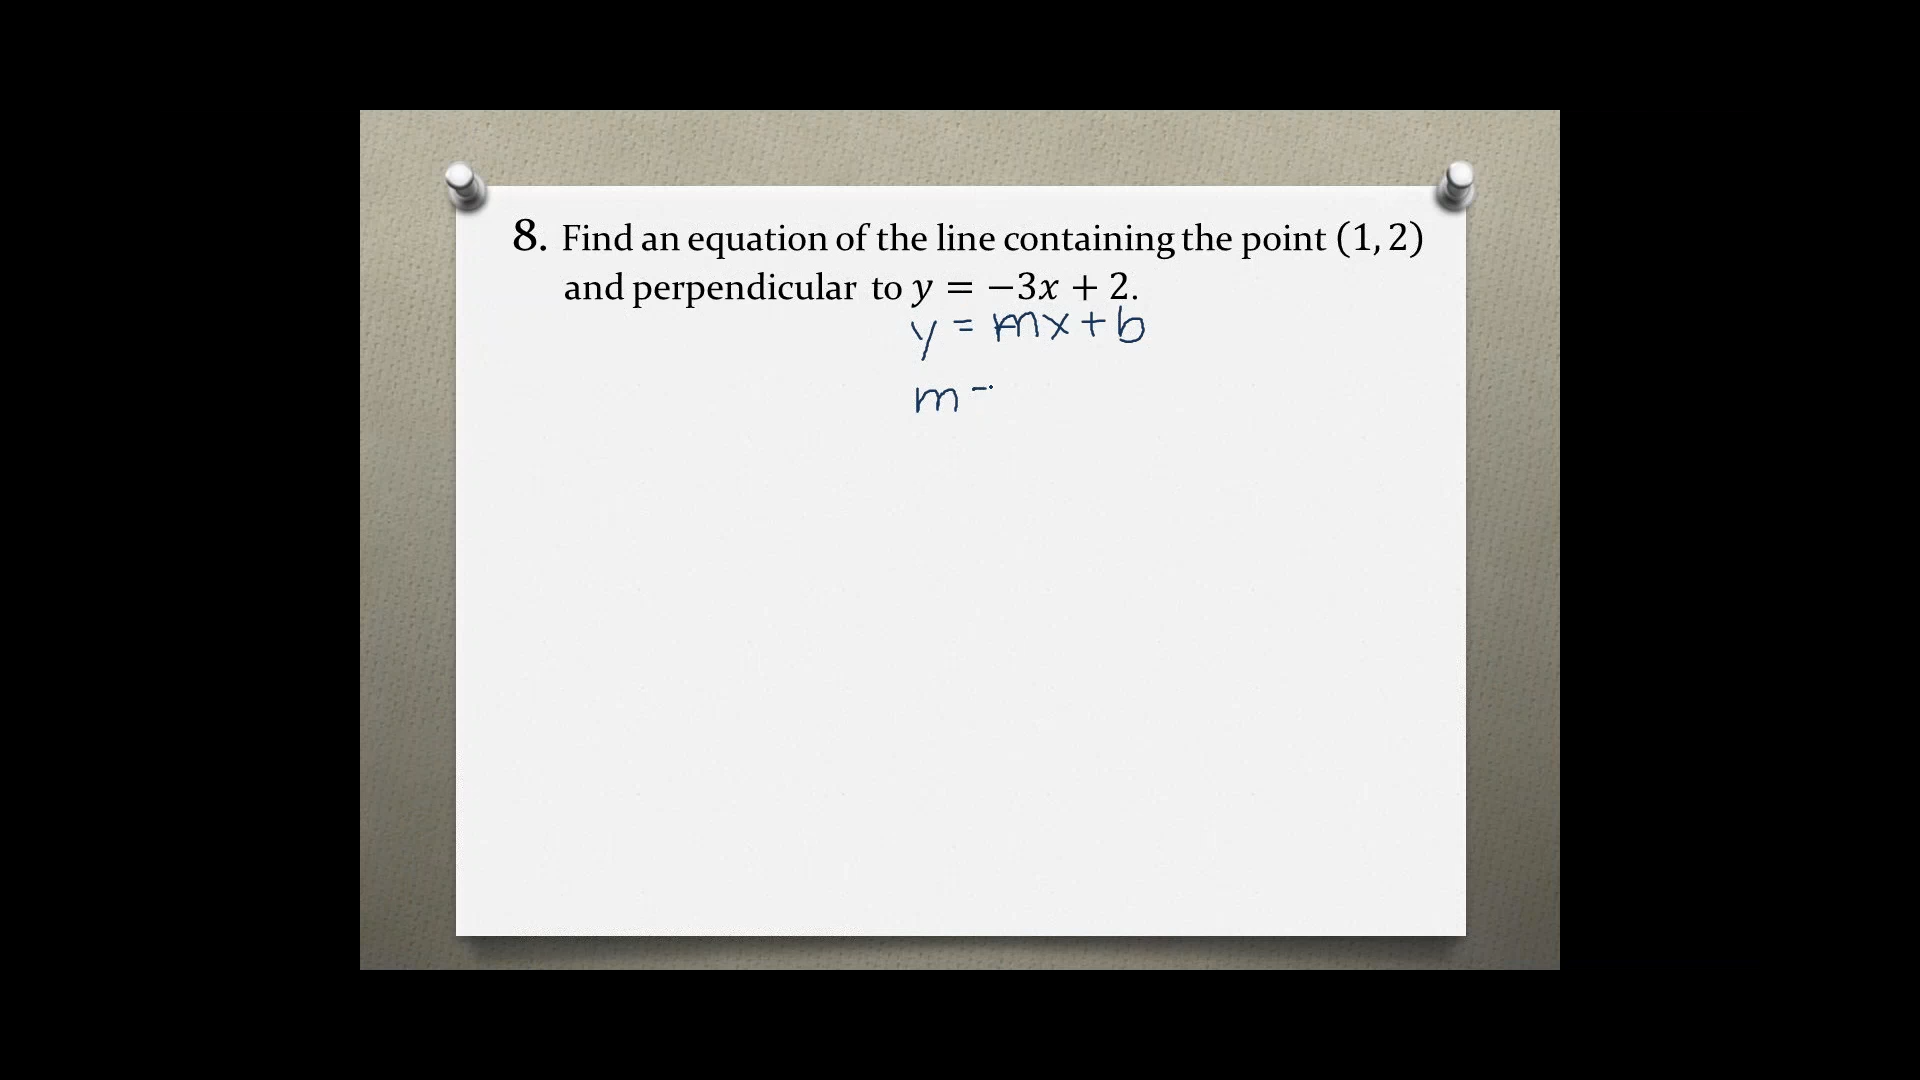 8. Find an equation of the line containing the point (1, 2)
and perpendicular to y = −3x + 2.
y = mx + b
m -